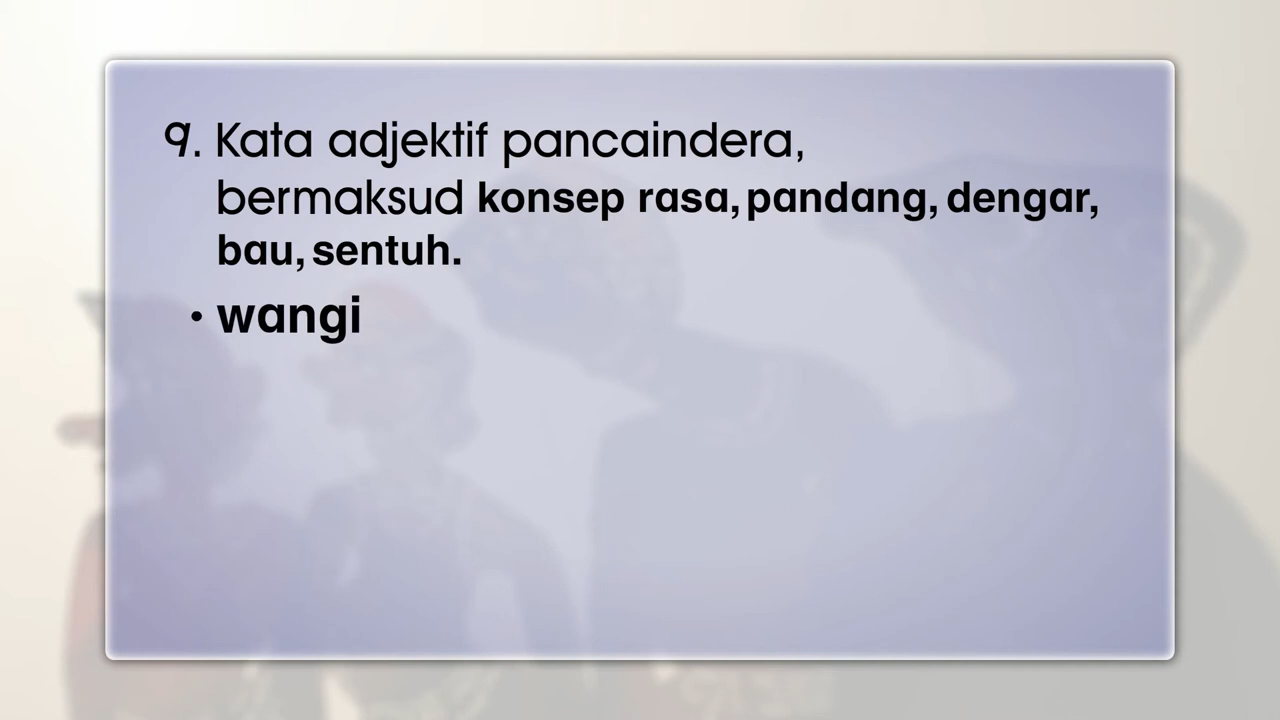 9. Kata adjektif pancaindera,
bermaksud konsep rasa, pandang, dengar,
bau, sentuh.
• wangi